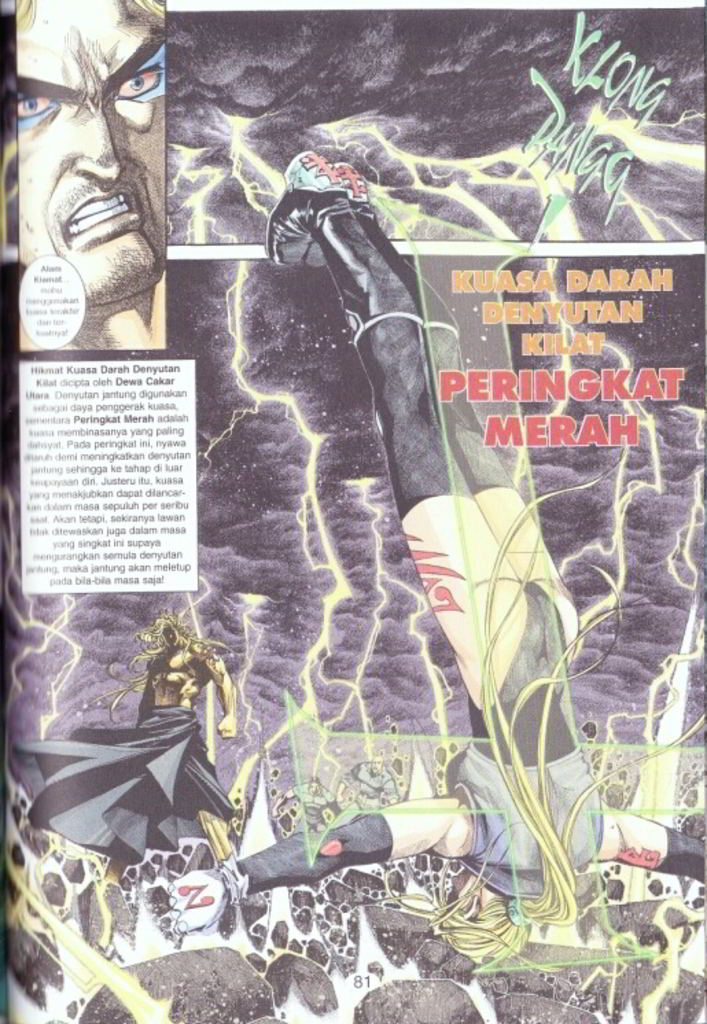 KLONG
DANGG
!
Alam
Kiamat...
mahu
menggunakan
kuasa terakhir
dan ter-
kuatnya!
KUASA DARAH
DENYUTAN
KILAT
PERINGKAT
MERAH
Hikmat Kuasa Darah Denyutan
Kilat dicipta oleh Dewa Cakar
Utara. Denyutan jantung digunakan
sebagai daya penggerak kuasa,
sementara Peringkat Merah adalah
kuasa membinasanya yang paling
dahsyat. Pada peringkat ini, nyawa
ditaruh demi meningkatkan denyutan
jantung sehingga ke tahap di luar
keupayaan diri. Justeru itu, kuasa
yang menakjubkan dapat dilancar-
kan dalam masa sepuluh per seribu
saat. Akan tetapi, sekiranya lawan
tidak ditewaskan juga dalam masa
yang singkat ini supaya
mengurangkan semula denyutan
jantung, maka jantung akan meletup
pada bila-bila masa saja!
81